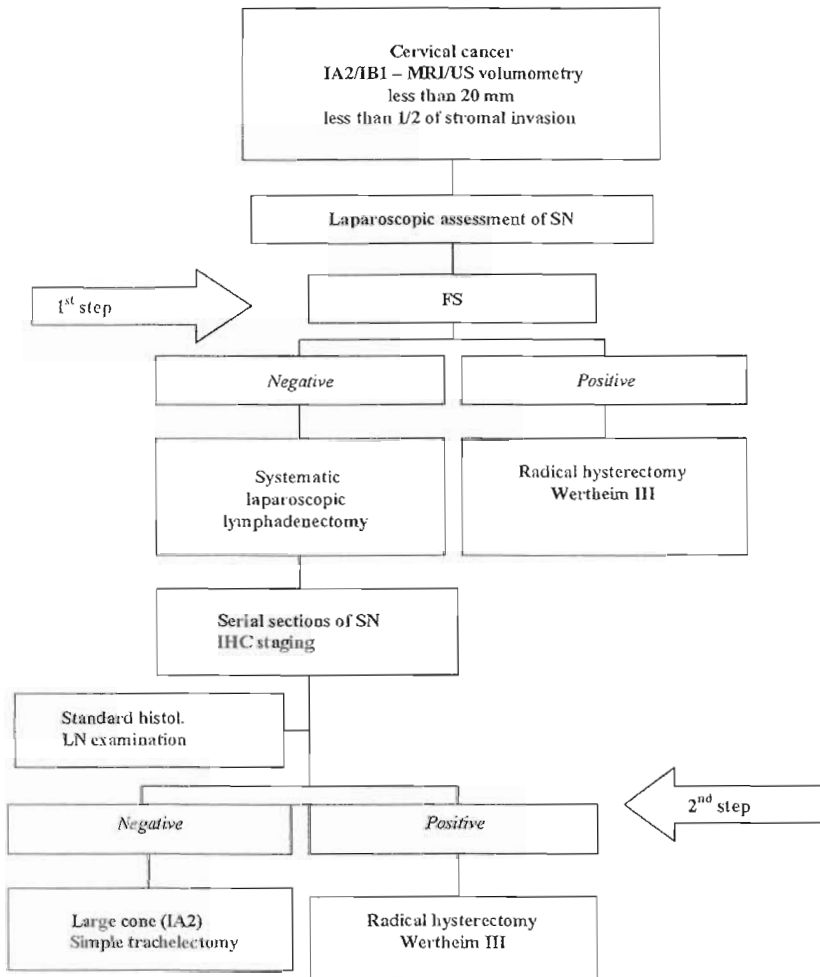 Cervical cancer
IA2/IB1 – MRI/US volumometry
less than 20 mm
less than 1/2 of stromal invasion
Laparoscopic assessment of SN
1st step
FS
Negative
Positive
Systematic
laparoscopic
lymphadenectomy
Radical hysterectomy
Wertheim III
Serial sections of SN
IHC staging
Standard histol.
LN examination
2nd step
Negative
Positive
Large cone (IA2)
Simple trachelectomy
Radical hysterectomy
Wertheim III